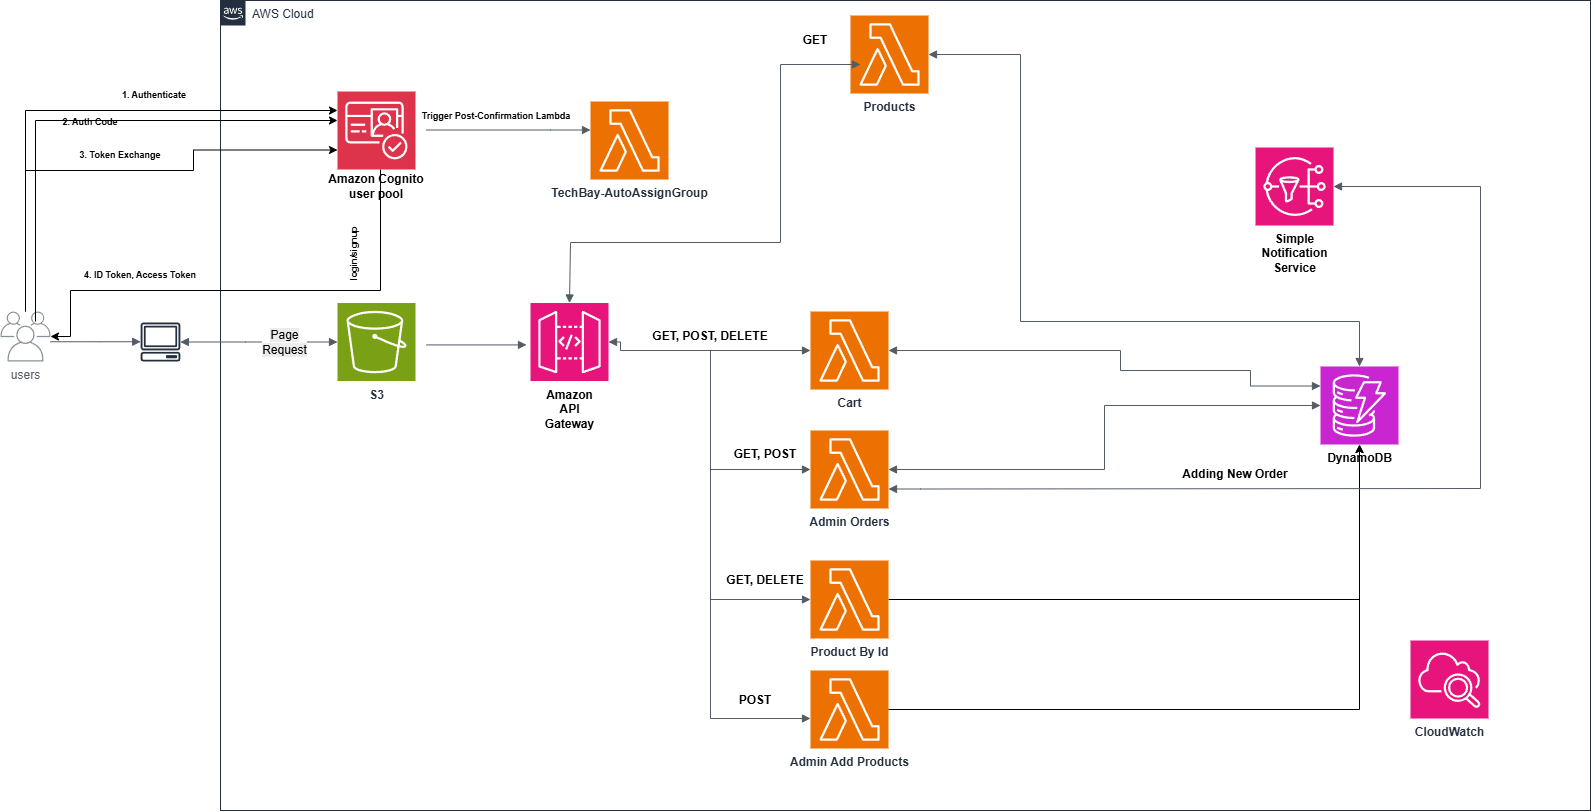 aws
AWS Cloud
GET
Products
1. Authenticate
2. Auth Code
3. Token Exchange
Trigger Post-Confirmation Lambda
TechBay-AutoAssignGroup
Amazon Cognito
user pool
login/signup
4. ID Token, Access Token
Simple
Notification
Service
users
Page
Request
S3
Amazon
API
Gateway
GET, POST, DELETE
Cart
GET, POST
Admin Orders
DynamoDB
Adding New Order
GET, DELETE
Product By Id
POST
Admin Add Products
CloudWatch